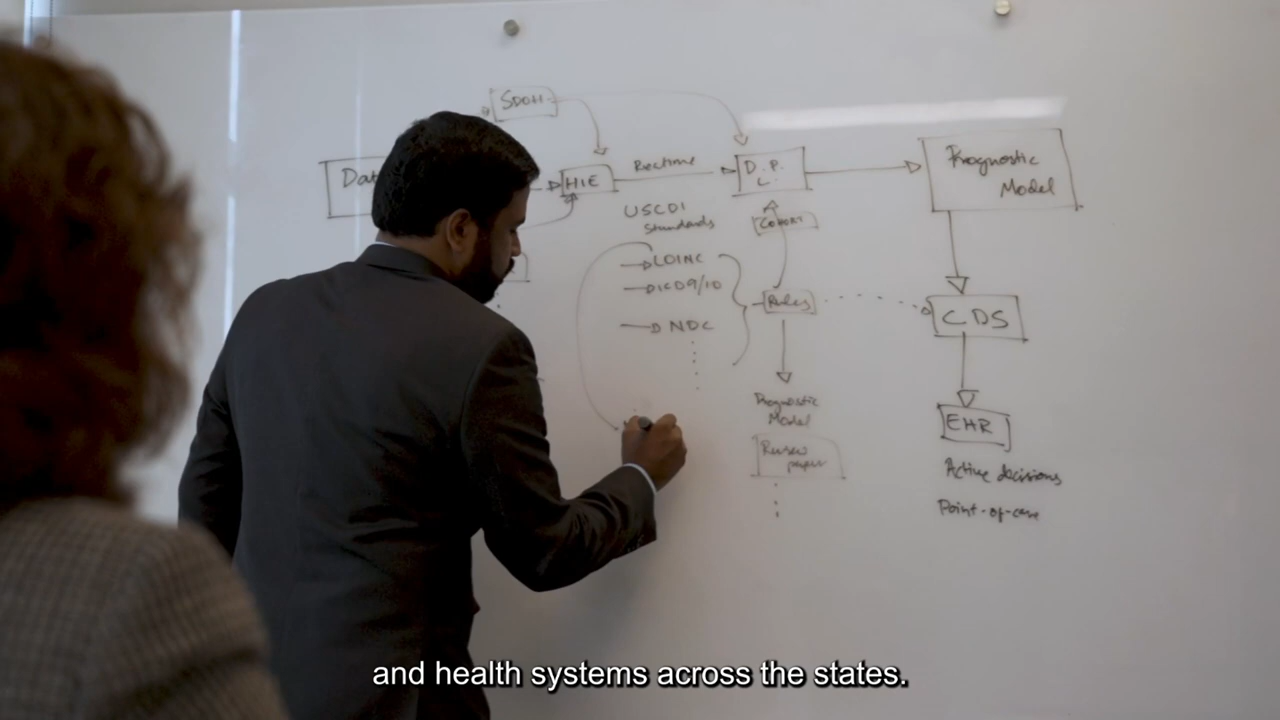 SDOH
Dat
HIE
Realtime
D.P.
L.
Prognostic
Model
USCDI
Standards
COHORT
LOINC
ICD9/10
NDC
Rules
CDS
Prognostic
Model
Review
EHR
Active decisions
Point-of-care
and health systems across the states.